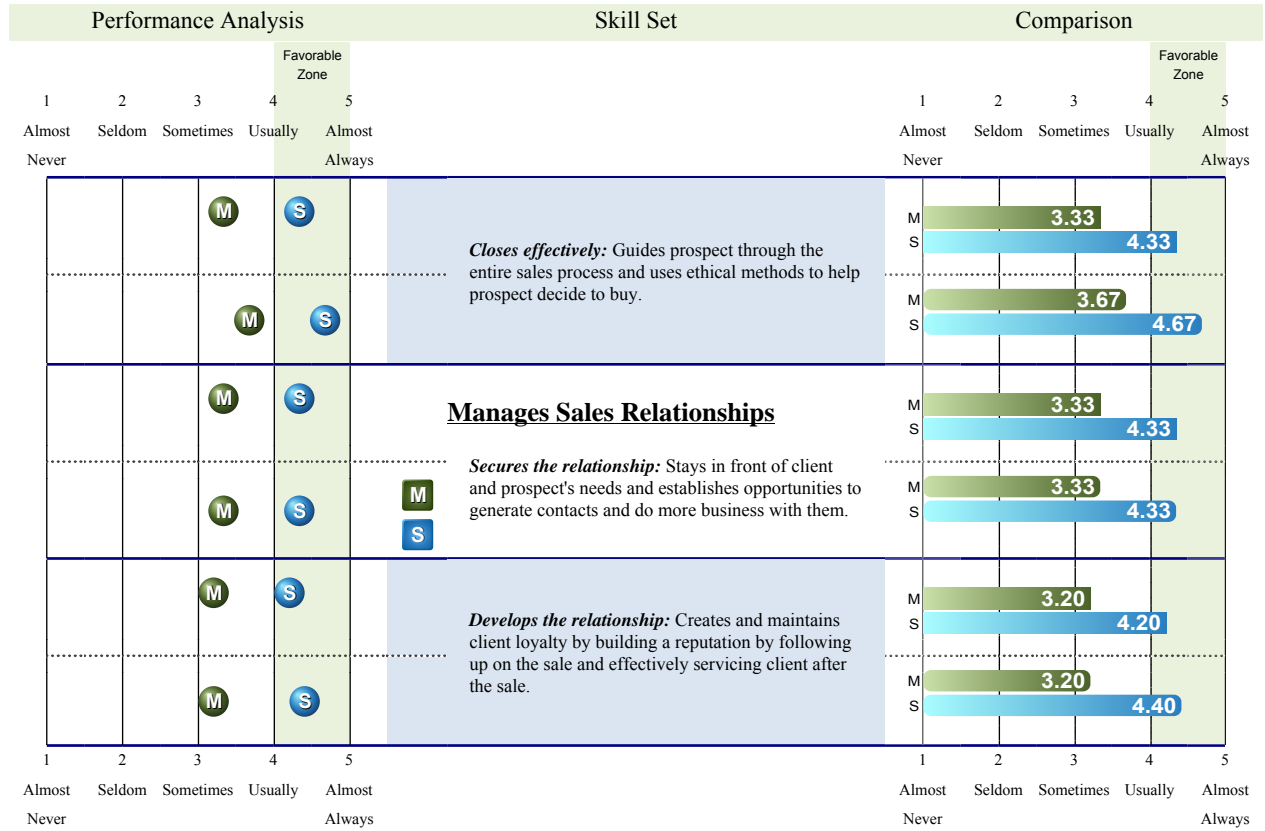 Performance Analysis Skill Set Comparison
Favorable Zone
Favorable Zone
1 2 3 4 5
Almost Never Seldom Sometimes Usually Almost Always
1 2 3 4 5
Almost Never Seldom Sometimes Usually Almost Always
M S
M S
Closes effectively: Guides prospect through the
entire sales process and uses ethical methods to help
prospect decide to buy.
M 3.33
S 4.33
M 3.67
S 4.67
M S
M S
Manages Sales Relationships
Secures the relationship: Stays in front of client
and prospect's needs and establishes opportunities to
generate contacts and do more business with them.
M
S
M 3.33
S 4.33
M 3.33
S 4.33
M S
M S
Develops the relationship: Creates and maintains
client loyalty by building a reputation by following
up on the sale and effectively servicing client after
the sale.
M 3.20
S 4.20
M 3.20
S 4.40
1 2 3 4 5
Almost Never Seldom Sometimes Usually Almost Always
1 2 3 4 5
Almost Never Seldom Sometimes Usually Almost Always